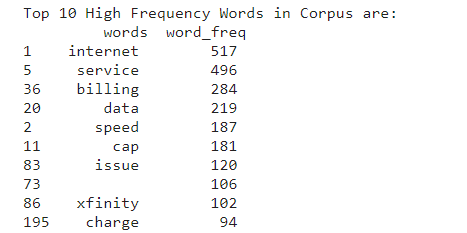 Top 10 High Frequency Words in Corpus are:
words word_freq
1 internet 517
5 service 496
36 billing 284
20 data 219
2 speed 187
11 cap 181
83 issue 120
73 106
86 xfinity 102
195 charge 94